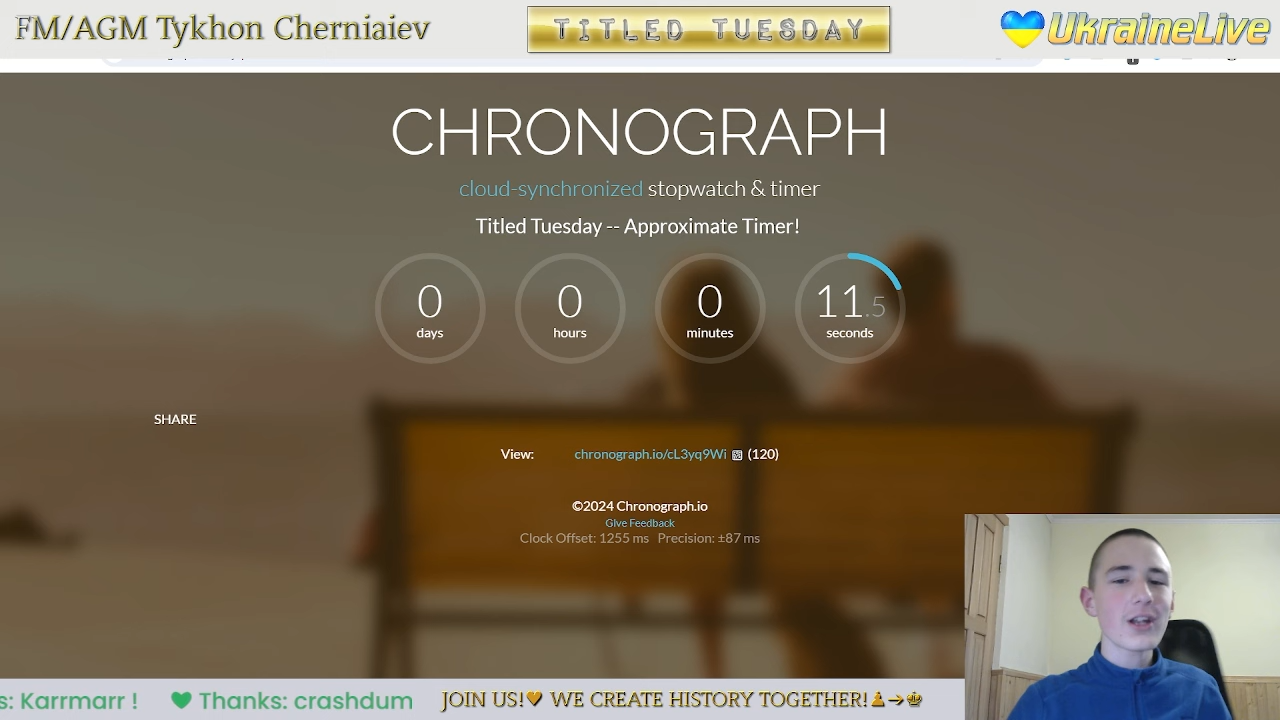 FM/AGM Tykhon Cherniaiev
TITLED TUESDAY
UkraineLive
CHRONOGRAPH
cloud-synchronized stopwatch & timer
Titled Tuesday -- Approximate Timer!
0 days
0 hours
0 minutes
11.5 seconds
SHARE
View: chronograph.io/cL3yq9Wi (120)
©2024 Chronograph.io
Give Feedback
Clock Offset: 1255 ms Precision: ±87 ms
s: Karrmarr ! Thanks: crashdum
JOIN US!🧡 WE CREATE HISTORY TOGETHER!♟➔♚